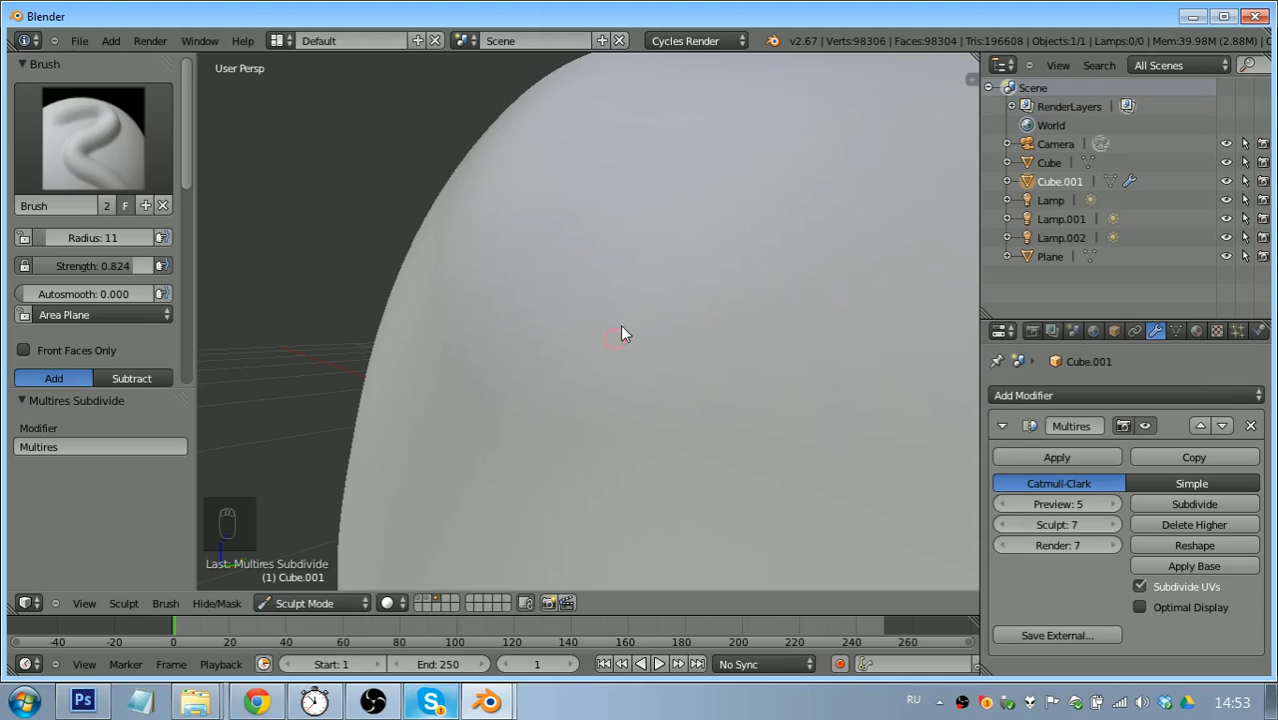 Blender
File Add Render Window Help Default Scene Cycles Render v2.67 | Verts:98306 | Faces:98304 | Tris:196608 | Objects:1/1 | Lamps:0/0 | Mem:39.98M (2.88M) | C
Brush
User Persp
View Search All Scenes
Scene
RenderLayers
World
Camera
Cube
Cube.001
Lamp
Lamp.001
Lamp.002
Plane
Brush 2 F
Radius: 11
Strength: 0.824
Autosmooth: 0.000
Area Plane
Front Faces Only
Add Subtract
Multires Subdivide
Modifier
Multires
Cube.001
Add Modifier
Multires
Apply Copy
Catmull-Clark Simple
Preview: 5 Subdivide
Sculpt: 7 Delete Higher
Render: 7 Reshape
Apply Base
Subdivide UVs
Optimal Display
Save External...
Last: Multires Subdivide
(1) Cube.001
View Sculpt Brush Hide/Mask Sculpt Mode
-40 -20 0 20 40 60 80 100 120 140 160 180 200 220 240 260
View Marker Frame Playback Start: 1 End: 250 1 No Sync
Ps RU 14:53